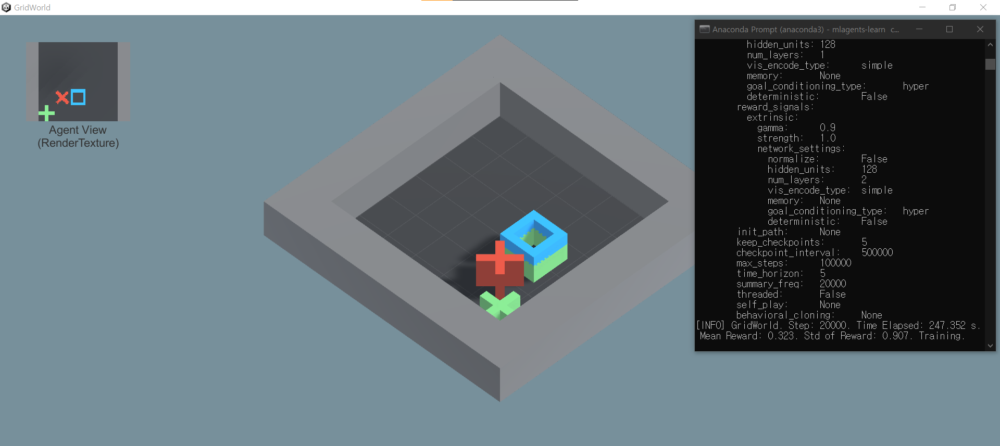 GridWorld
Agent View
(RenderTexture)
Anaconda Prompt (anaconda3) - mlagents-learn c...
hidden_units: 128
num_layers: 1
vis_encode_type: simple
memory: None
goal_conditioning_type: hyper
deterministic: False
reward_signals:
extrinsic:
gamma: 0.9
strength: 1.0
network_settings:
normalize: False
hidden_units: 128
num_layers: 2
vis_encode_type: simple
memory: None
goal_conditioning_type: hyper
deterministic: False
init_path: None
keep_checkpoints: 5
checkpoint_interval: 500000
max_steps: 100000
time_horizon: 5
summary_freq: 20000
threaded: False
self_play: None
behavioral_cloning: None
[INFO] GridWorld. Step: 20000. Time Elapsed: 247.352 s.
Mean Reward: 0.323. Std of Reward: 0.907. Training.